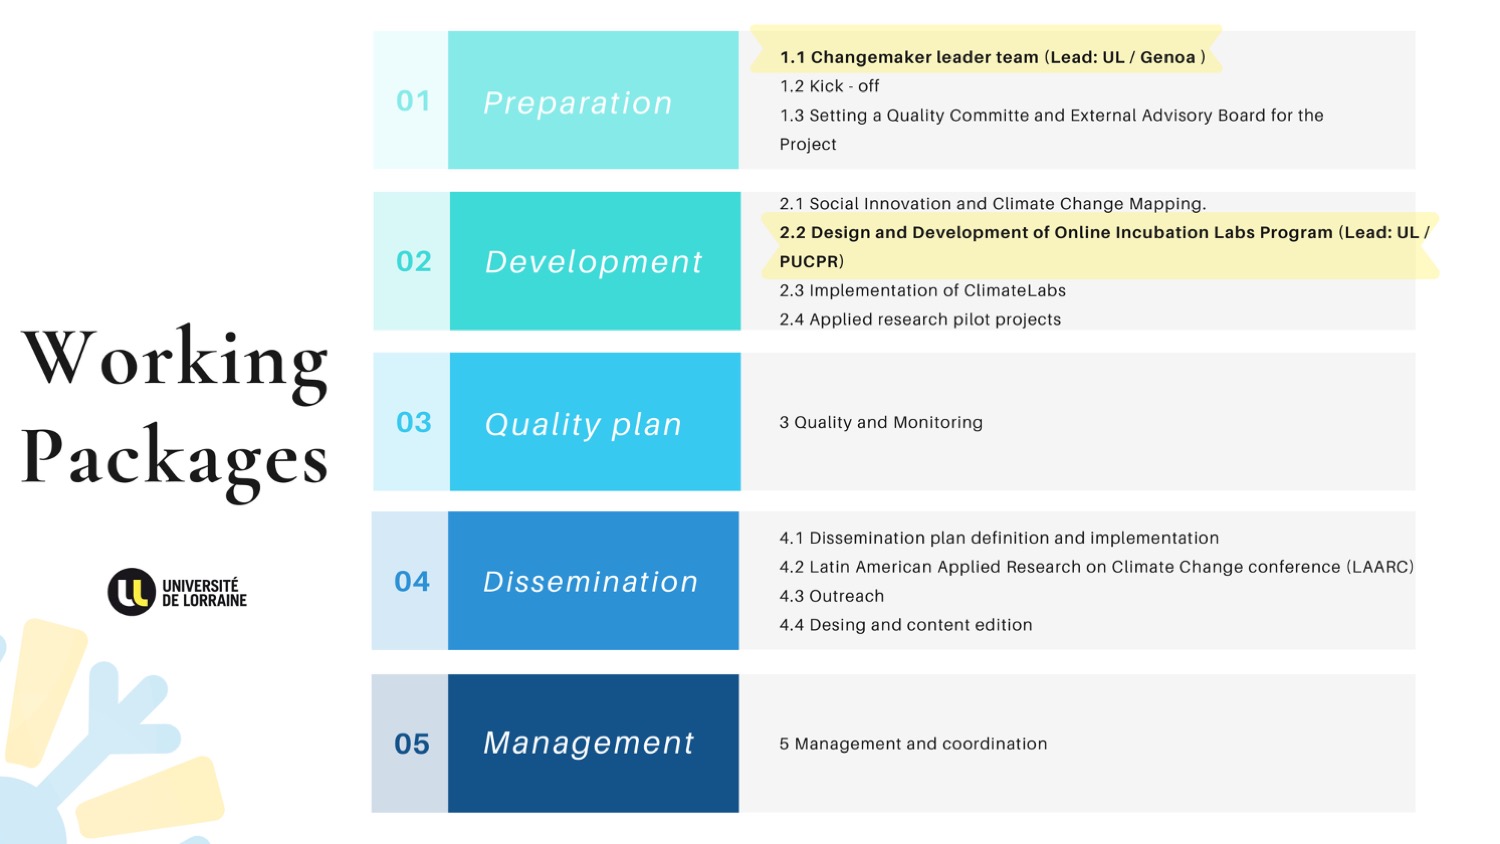 Working
Packages
UNIVERSITÉ
DE LORRAINE
01
Preparation
1.1 Changemaker leader team (Lead: UL / Genoa )
1.2 Kick - off
1.3 Setting a Quality Committe and External Advisory Board for the
Project
02
Development
2.1 Social Innovation and Climate Change Mapping.
2.2 Design and Development of Online Incubation Labs Program (Lead: UL /
PUCPR)
2.3 Implementation of ClimateLabs
2.4 Applied research pilot projects
03
Quality plan
3 Quality and Monitoring
04
Dissemination
4.1 Dissemination plan definition and implementation
4.2 Latin American Applied Research on Climate Change conference (LAARC)
4.3 Outreach
4.4 Desing and content edition
05
Management
5 Management and coordination